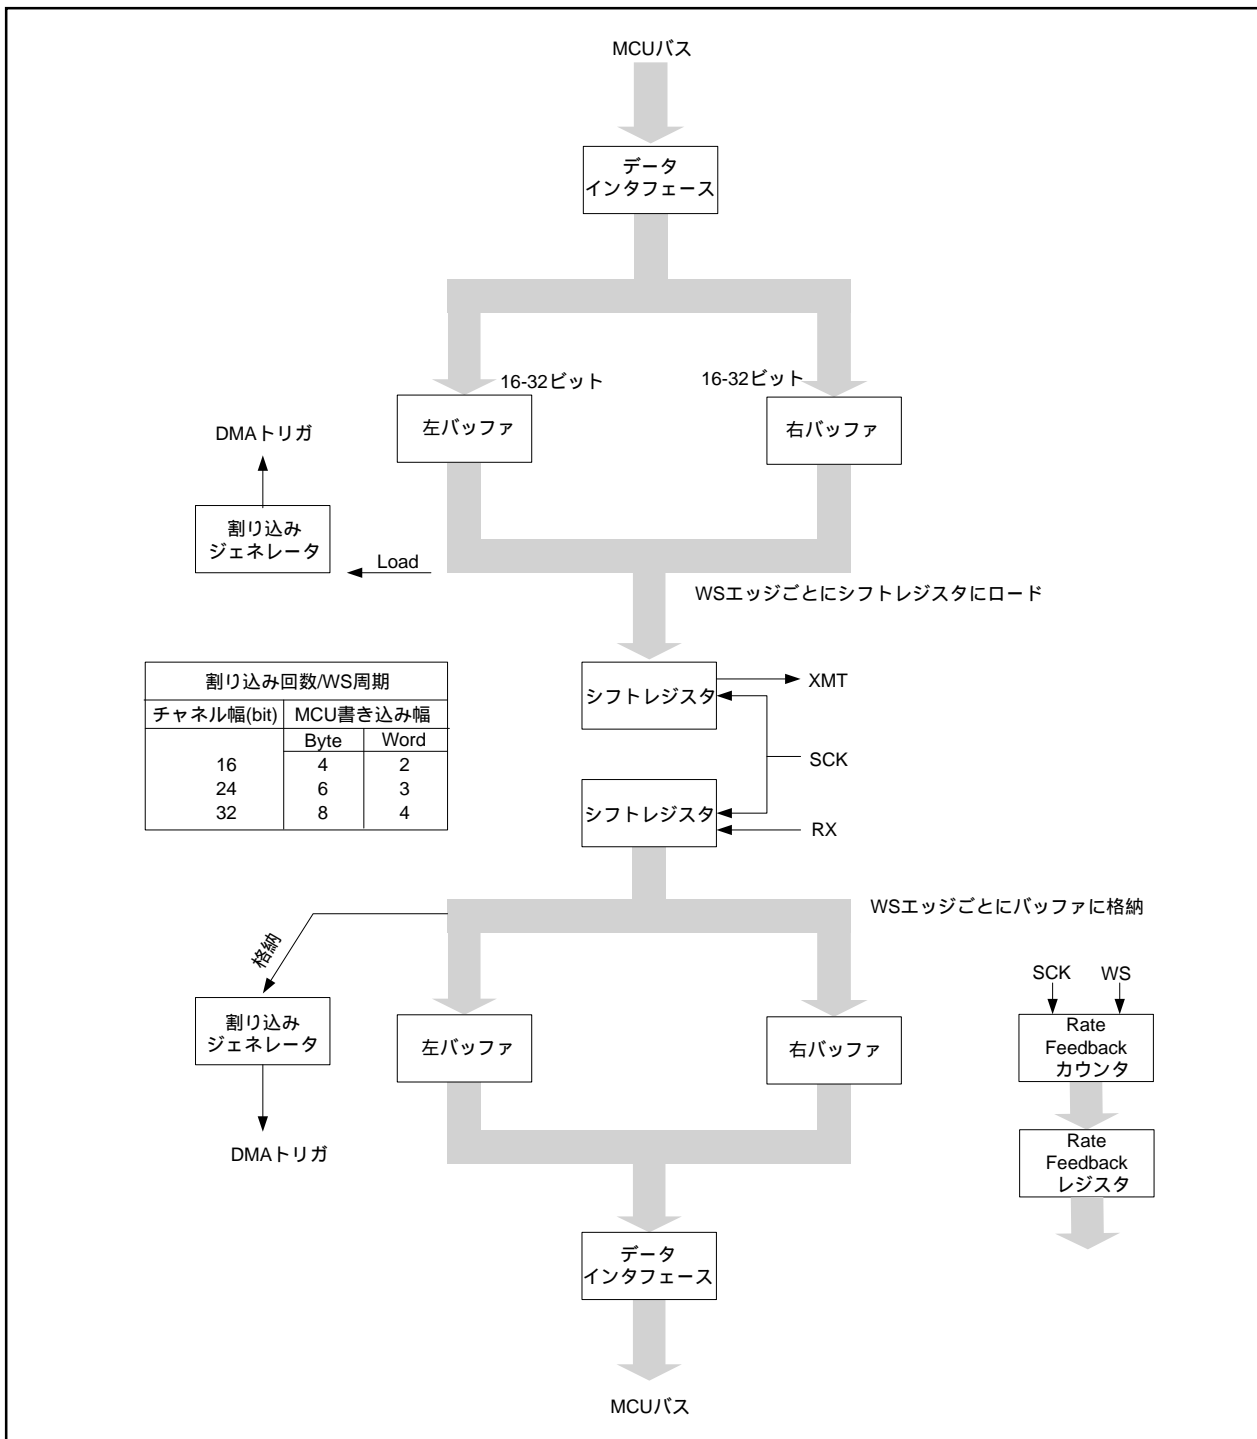 MCUバス
データ
インタフェース
16-32ビット
16-32ビット
左バッファ
右バッファ
DMAトリガ
割り込み
ジェネレータ
Load
WSエッジごとにシフトレジスタにロード
シフトレジスタ
XMT
SCK
シフトレジスタ
RX
割り込み回数/WS周期
チャネル幅(bit) MCU書き込み幅
Byte Word
16 4 2
24 6 3
32 8 4
WSエッジごとにバッファに格納
格納
割り込み
ジェネレータ
DMAトリガ
左バッファ
右バッファ
SCK WS
Rate
Feedback
カウンタ
Rate
Feedback
レジスタ
データ
インタフェース
MCUバス